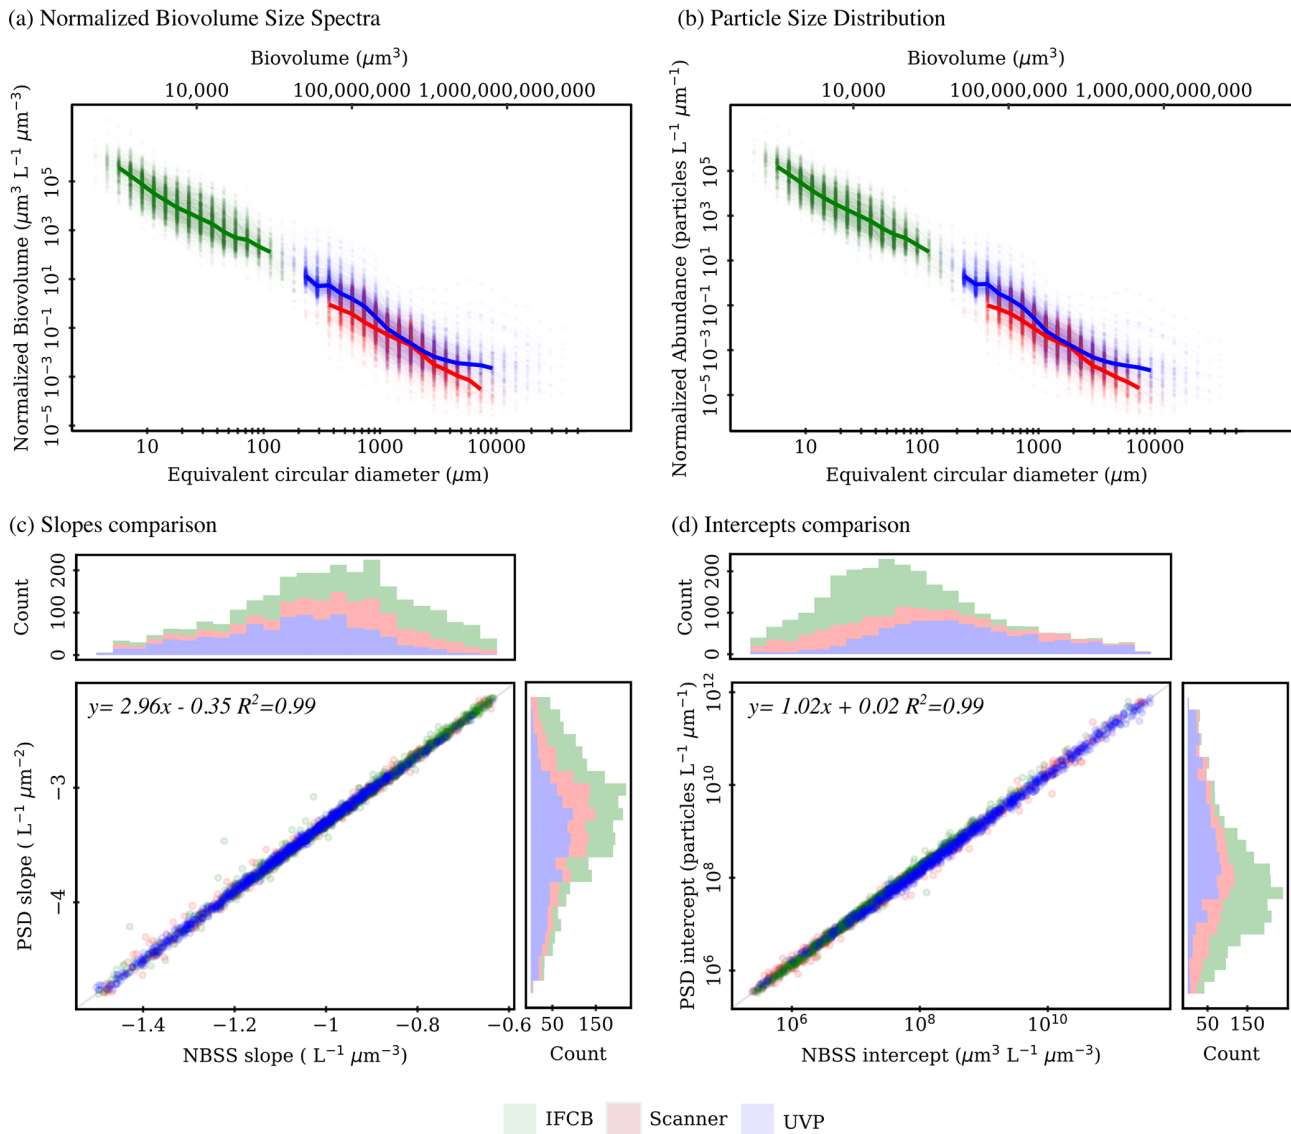 (a) Normalized Biovolume Size Spectra
Biovolume (μm³)
10,000 100,000,000 1,000,000,000,000
Normalized Biovolume (μm³ L⁻¹ μm⁻³)
10⁵
10³
10¹
10⁻¹
10⁻³
10⁻⁵
10 100 1000 10000
Equivalent circular diameter (μm)
(b) Particle Size Distribution
Biovolume (μm³)
10,000 100,000,000 1,000,000,000,000
Normalized Abundance (particles L⁻¹ μm⁻¹)
10⁵
10³
10¹
10⁻¹
10⁻³
10⁻⁵
10 100 1000 10000
Equivalent circular diameter (μm)
(c) Slopes comparison
Count
200
100
0
y= 2.96x - 0.35 R²=0.99
PSD slope ( L⁻¹ μm⁻²)
−3
−4
−1.4 −1.2 −1 −0.8 −0.6
NBSS slope ( L⁻¹ μm⁻³)
50 150
Count
(d) Intercepts comparison
Count
200
100
0
y= 1.02x + 0.02 R²=0.99
PSD intercept (particles L⁻¹ μm⁻¹)
10¹²
10¹⁰
10⁸
10⁶
10⁶ 10⁸ 10¹⁰
NBSS intercept (μm³ L⁻¹ μm⁻³)
50 150
Count
IFCB Scanner UVP